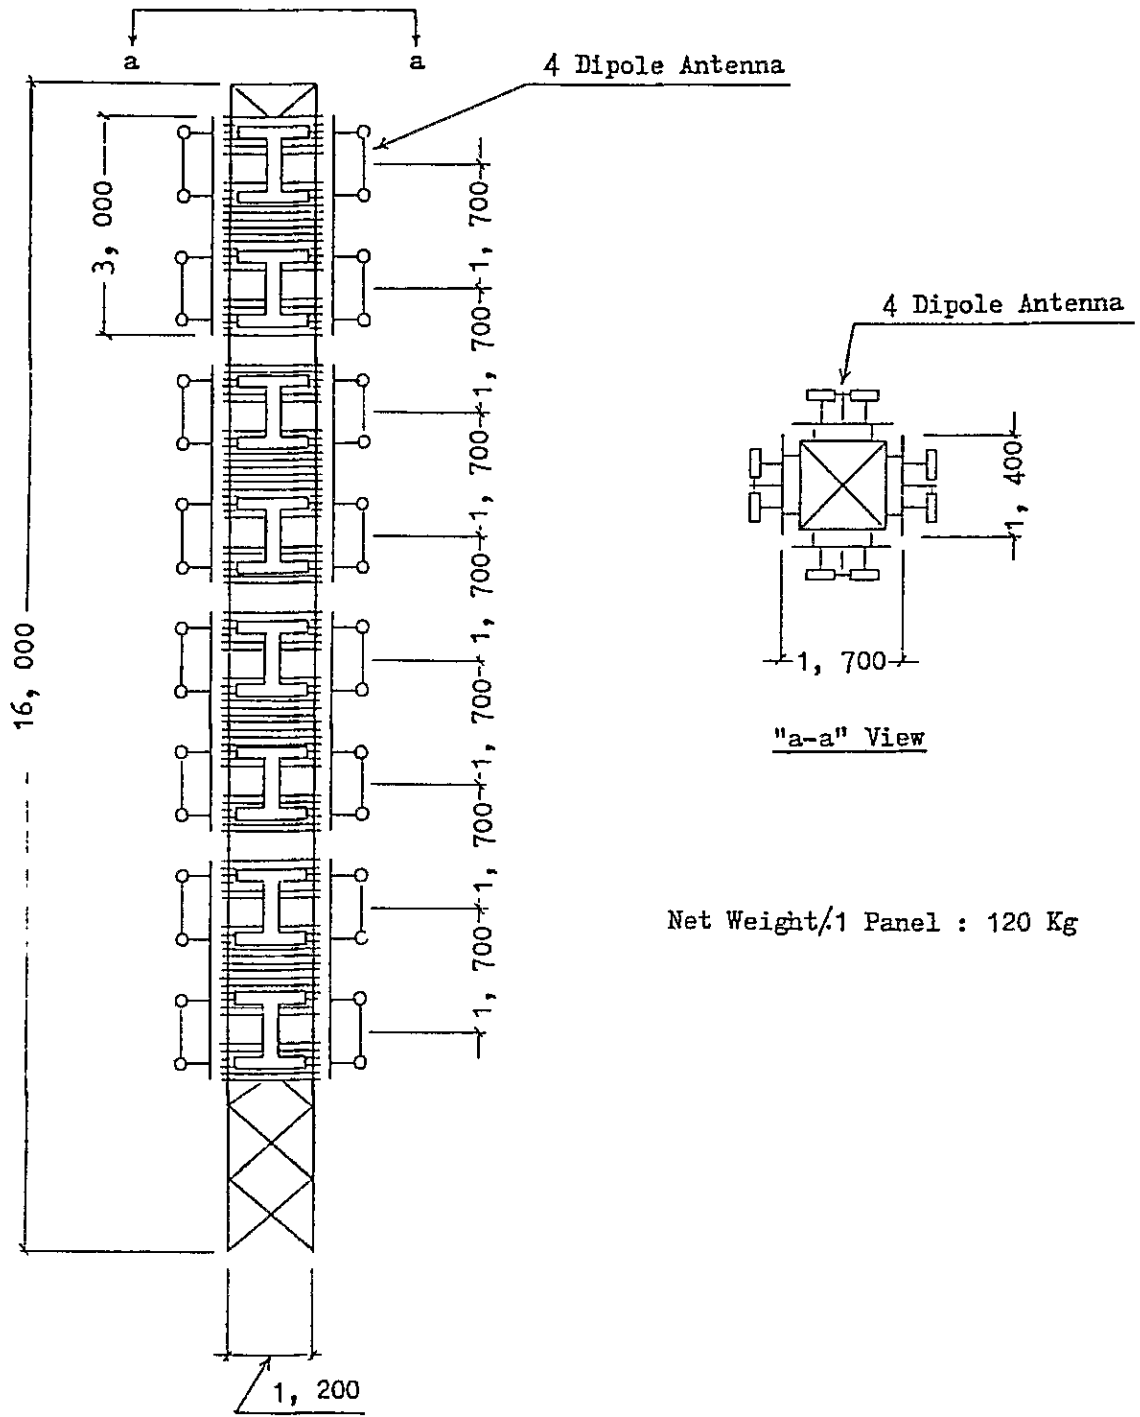 a
a
4 Dipole Antenna
3, 000
16, 000
1, 700
1, 700
1, 700
1, 700
1, 700
1, 700
1, 700
1, 200
4 Dipole Antenna
1, 400
1, 700
"a-a" View
Net Weight/1 Panel : 120 Kg